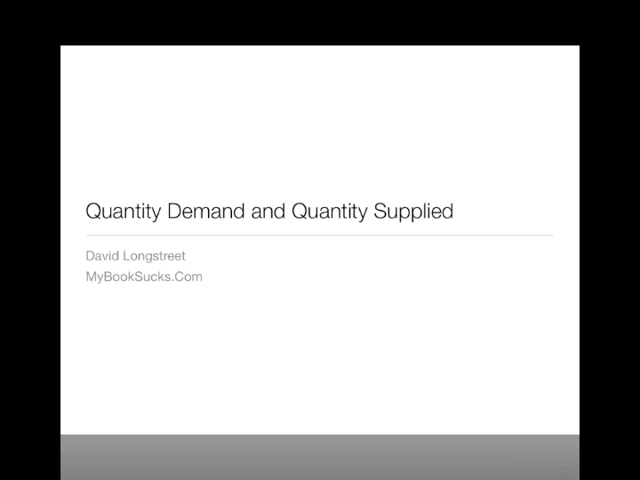 Quantity Demand and Quantity Supplied
David Longstreet
MyBookSucks.Com